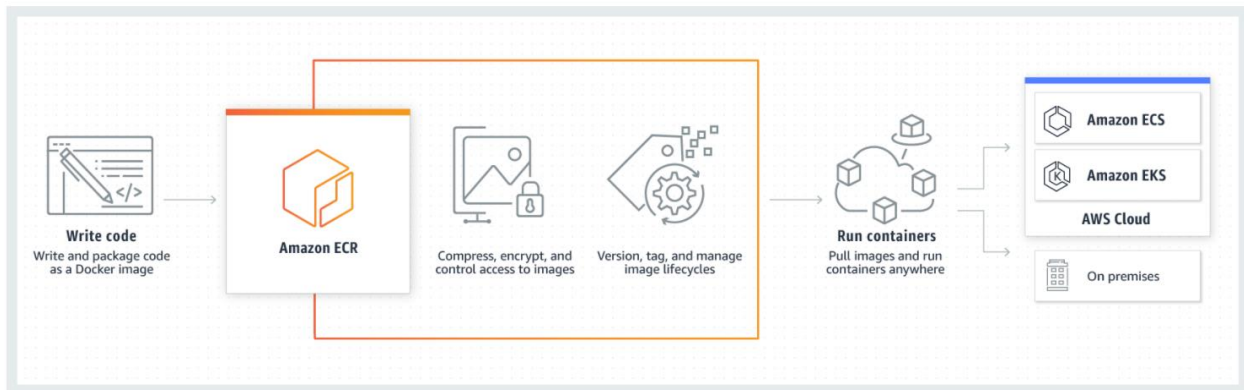 Write code
Write and package code
as a Docker image
</>
Amazon ECR
Compress, encrypt, and
control access to images
Version, tag, and manage
image lifecycles
Run containers
Pull images and run
containers anywhere
Amazon ECS
K
Amazon EKS
AWS Cloud
On premises